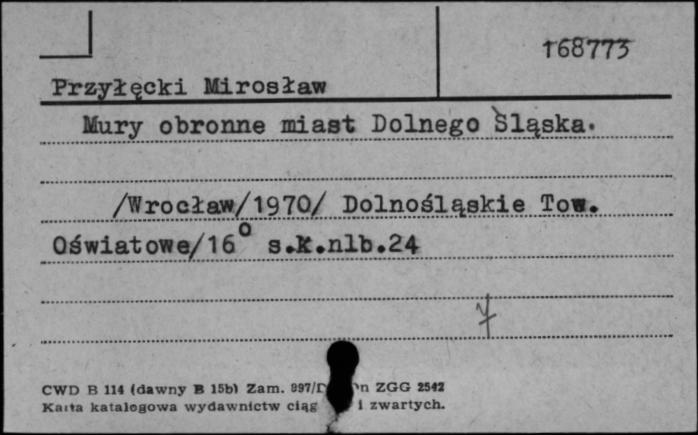 168773
Przyłęcki Mirosław
Mury obronne miast Dolnego Śląska.
/Wrocław/1970/ Dolnośląskie Tow.
Oświatowe/16° s.K.nlb.24
CWD B 114 (dawny B 15b) Zam. 997/D ZGG 2542
Karta katalogowa wydawnictw ciąg i zwartych.